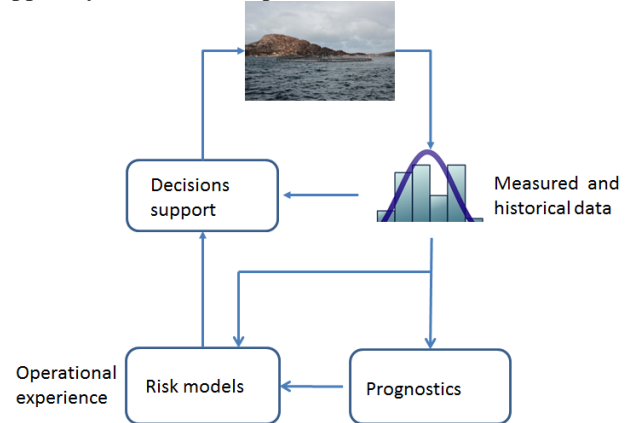 Decisions
support
Measured and
historical data
Operational
experience
Risk models
Prognostics